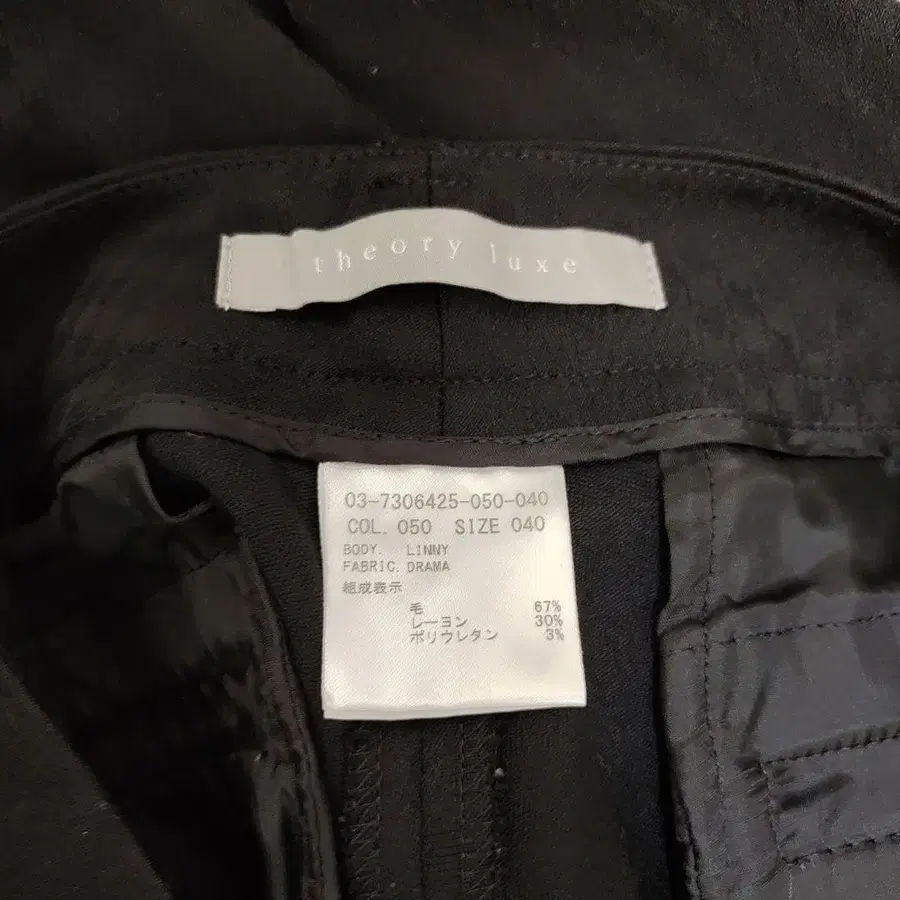 theory luxe
03-7306425-050-040
COL. 050 SIZE 040
BODY. LINNY
FABRIC. DRAMA
組成表示
毛 67%
レーヨン 30%
ポリウレタン 3%